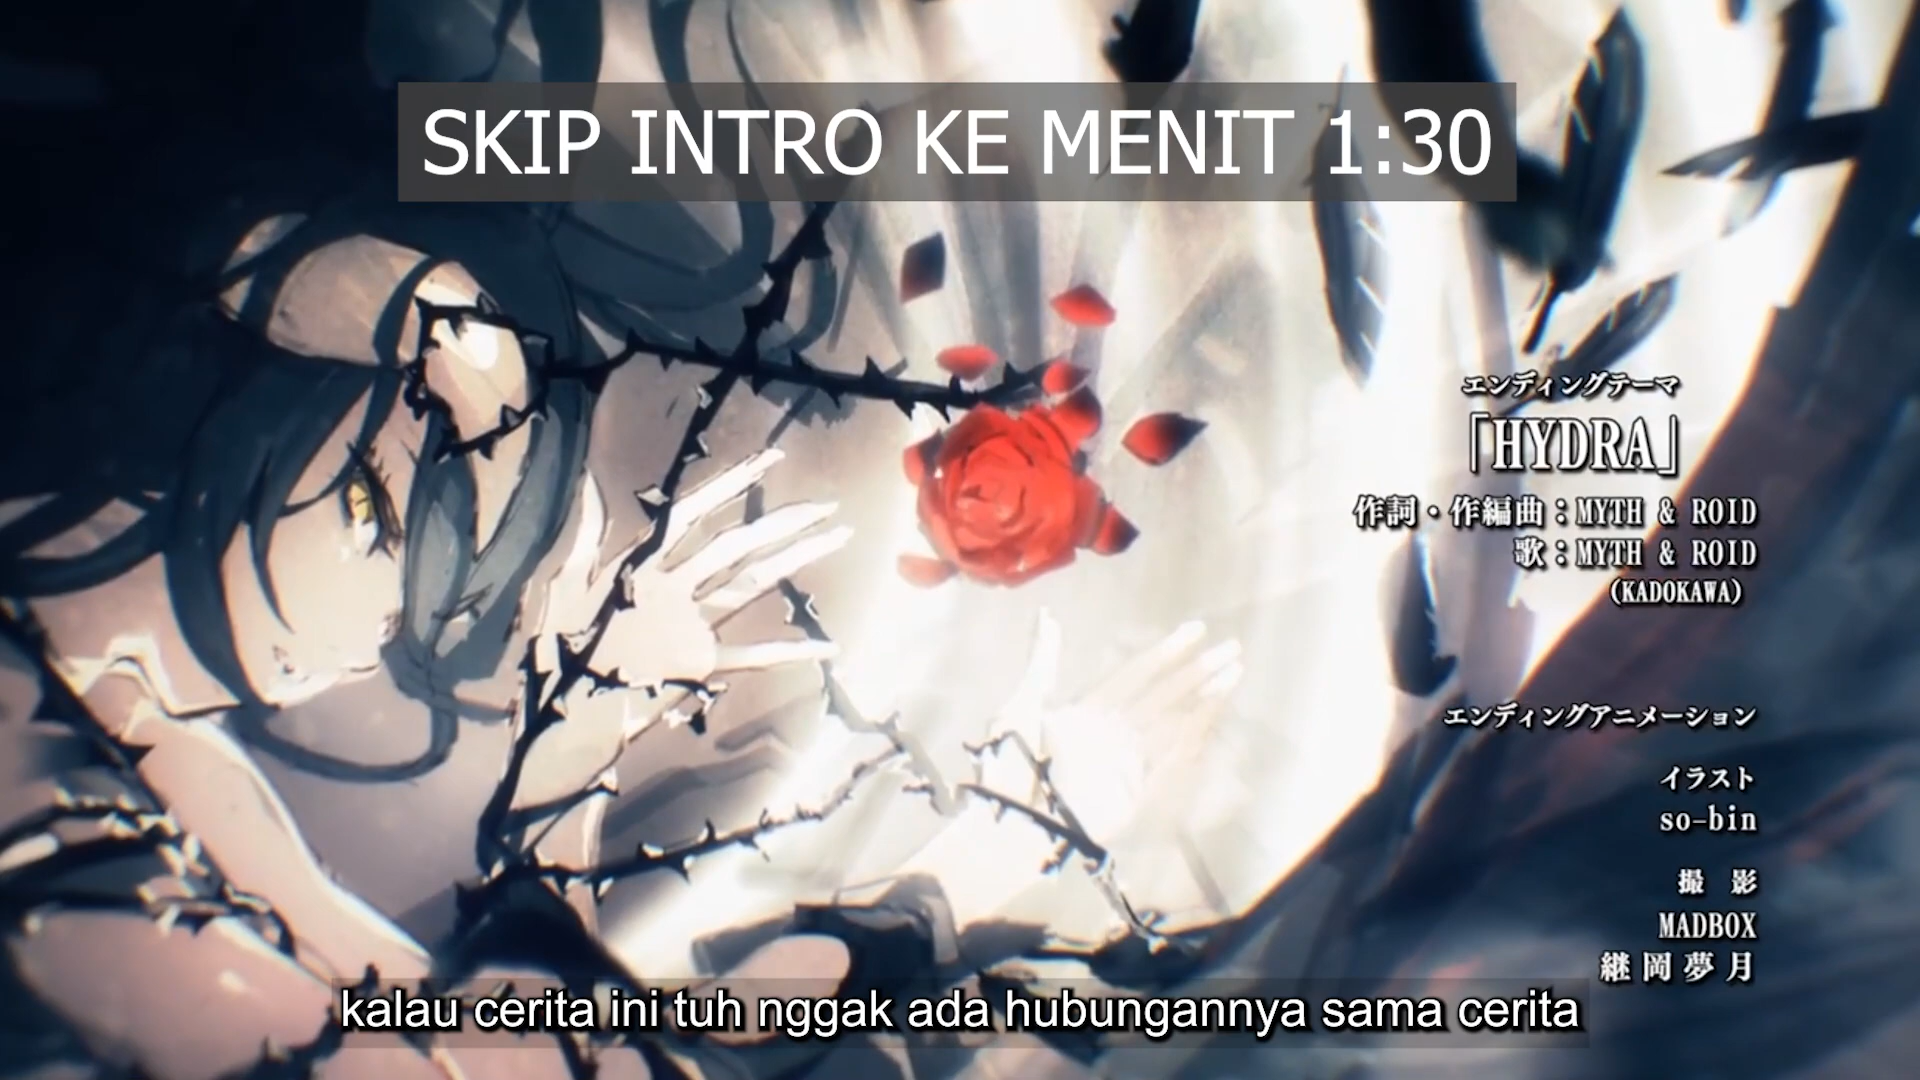 SKIP INTRO KE MENIT 1:30
エンディングテーマ
「HYDRA」
作詞・作編曲：MYTH & ROID
歌：MYTH & ROID
(KADOKAWA)
エンディングアニメーション
イラスト
so-bin
撮 影
MADBOX
継岡夢月
kalau cerita ini tuh nggak ada hubungannya sama cerita